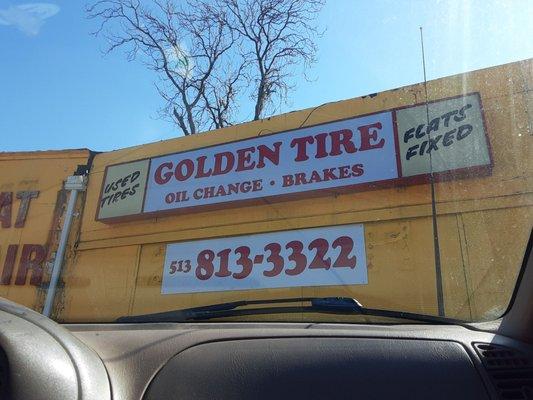 USED
TIRES
GOLDEN TIRE
OIL CHANGE • BRAKES
FLATS
FIXED
513 813-3322